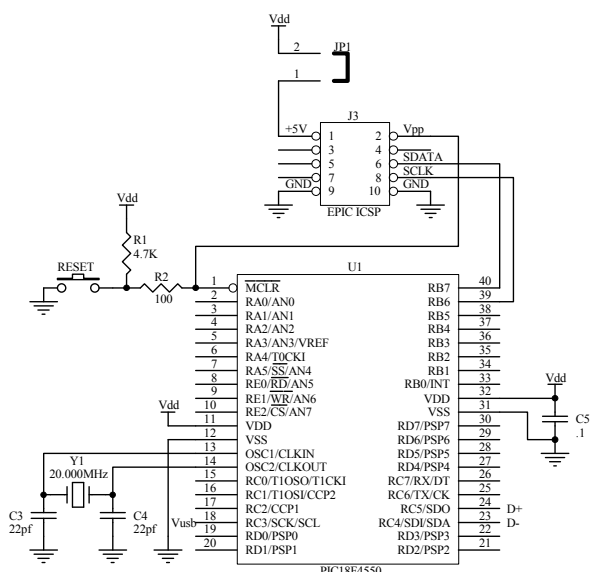 Vdd
2 JP1
1
J3
+5V 1 2 Vpp
3 4
5 6 SDATA
7 8 SCLK
GND 9 10 GND
EPIC ICSP
Vdd
R1
4.7K
RESET
R2
100
U1
1 MCLR RB7 40
2 RA0/AN0 RB6 39
3 RA1/AN1 RB5 38
4 RA2/AN2 RB4 37
5 RA3/AN3/VREF RB3 36
6 RA4/T0CKI RB2 35
7 RA5/SS/AN4 RB1 34
8 RE0/RD/AN5 RB0/INT 33
9 RE1/WR/AN6 VDD 32
10 RE2/CS/AN7 VSS 31
11 VDD RD7/PSP7 30
12 VSS RD6/PSP6 29
13 OSC1/CLKIN RD5/PSP5 28
14 OSC2/CLKOUT RD4/PSP4 27
15 RC0/T1OSO/T1CKI RC7/RX/DT 26
16 RC1/T1OSI/CCP2 RC6/TX/CK 25
17 RC2/CCP1 RC5/SDO 24 D+
Vusb 18 RC3/SCK/SCL RC4/SDI/SDA 23 D-
19 RD0/PSP0 RD3/PSP3 22
20 RD1/PSP1 RD2/PSP2 21
PIC18F4550
Vdd
C5
.1
Vdd
Y1
20.000MHz
C3
22pf
C4
22pf